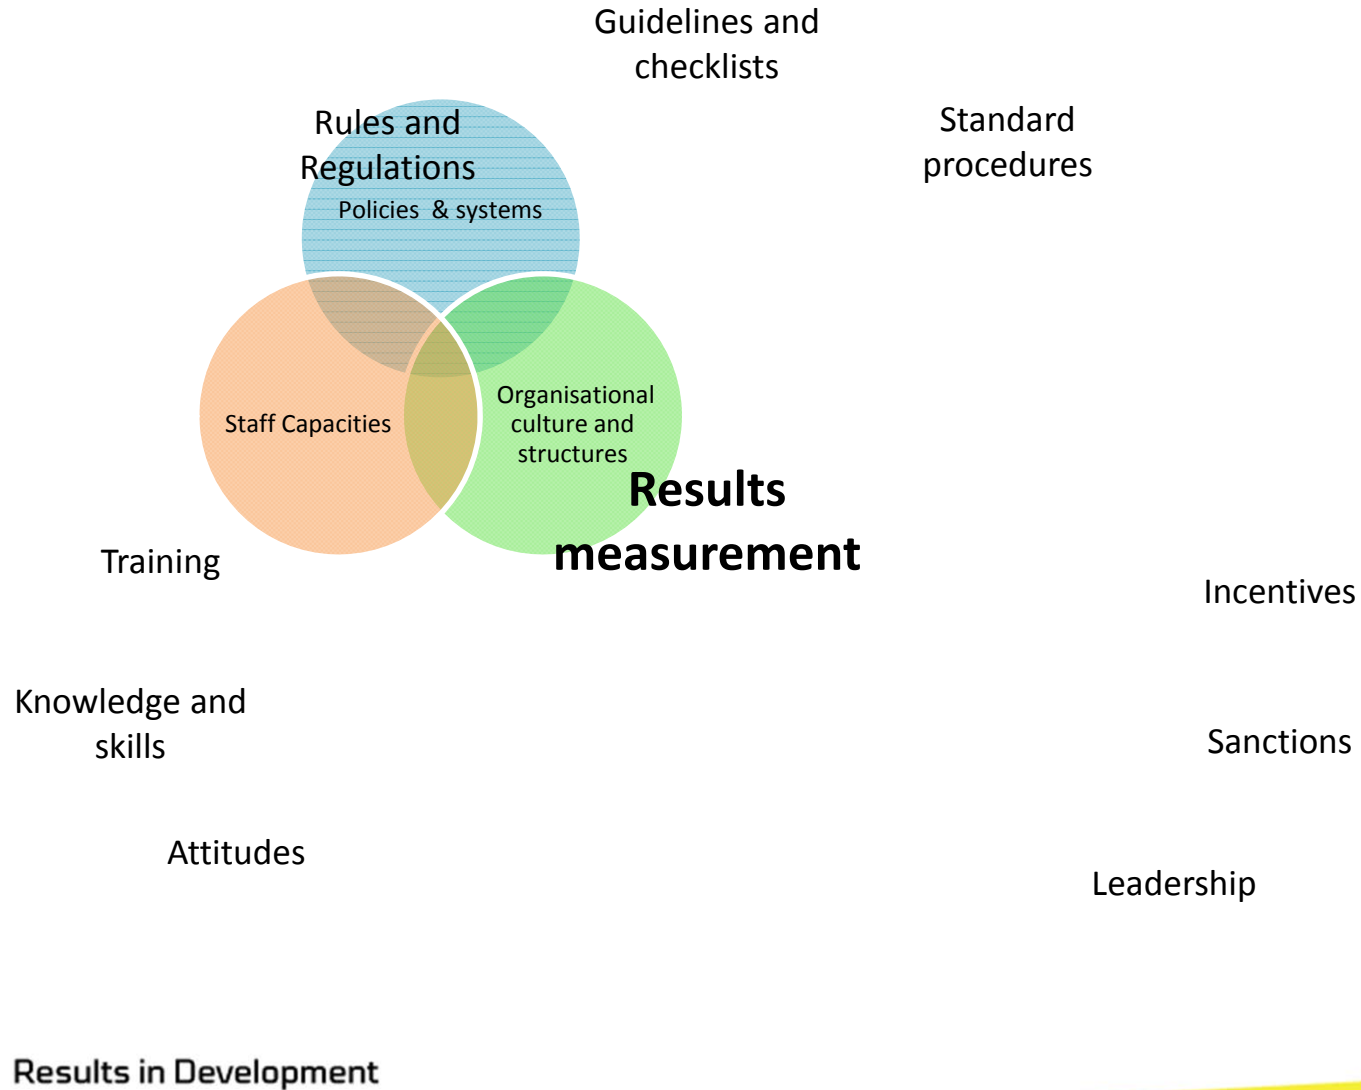 Guidelines and
checklists
Rules and
Regulations
Standard
procedures
Policies & systems
Staff Capacities
Organisational
culture and
structures
Results
measurement
Training
Incentives
Knowledge and
skills
Sanctions
Attitudes
Leadership
Results in Development